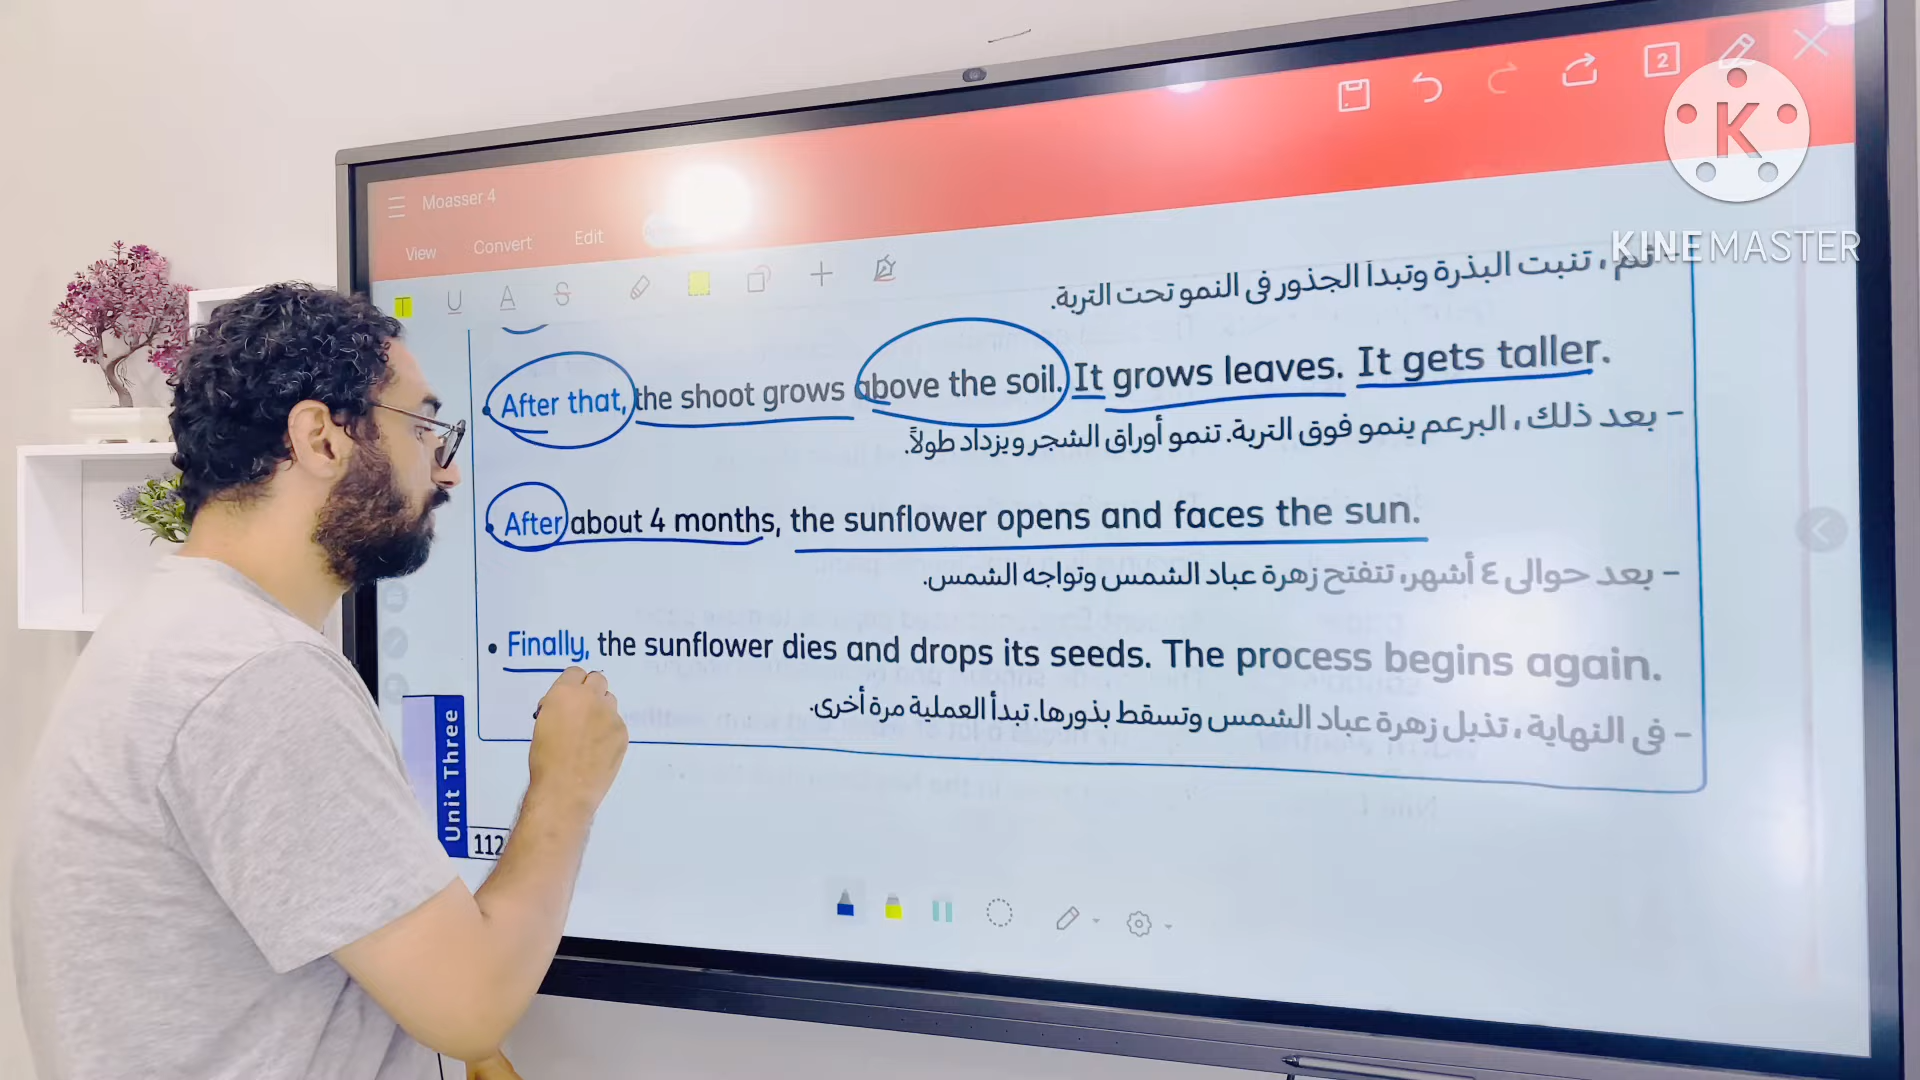 Moasser 4
2
K
KINEMASTER
View Convert Edit
- ثم ، تنبت البذرة وتبدأ الجذور فى النمو تحت التربة.
• After that, the shoot grows above the soil. It grows leaves. It gets taller.
- بعد ذلك ، البرعم ينمو فوق التربة. تنمو أوراق الشجر ويزداد طولاً.
• After about 4 months, the sunflower opens and faces the sun.
- بعد حوالى ٤ أشهر، تتفتح زهرة عباد الشمس وتواجه الشمس.
• Finally, the sunflower dies and drops its seeds. The process begins again.
- فى النهاية ، تذبل زهرة عباد الشمس وتسقط بذورها. تبدأ العملية مرة أخرى.
Unit Three
112